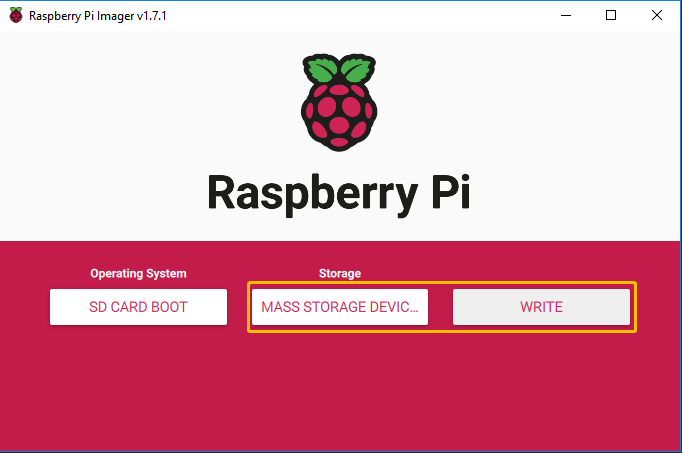 Raspberry Pi Imager v1.7.1
Raspberry Pi
Operating System
Storage
SD CARD BOOT
MASS STORAGE DEVIC...
WRITE